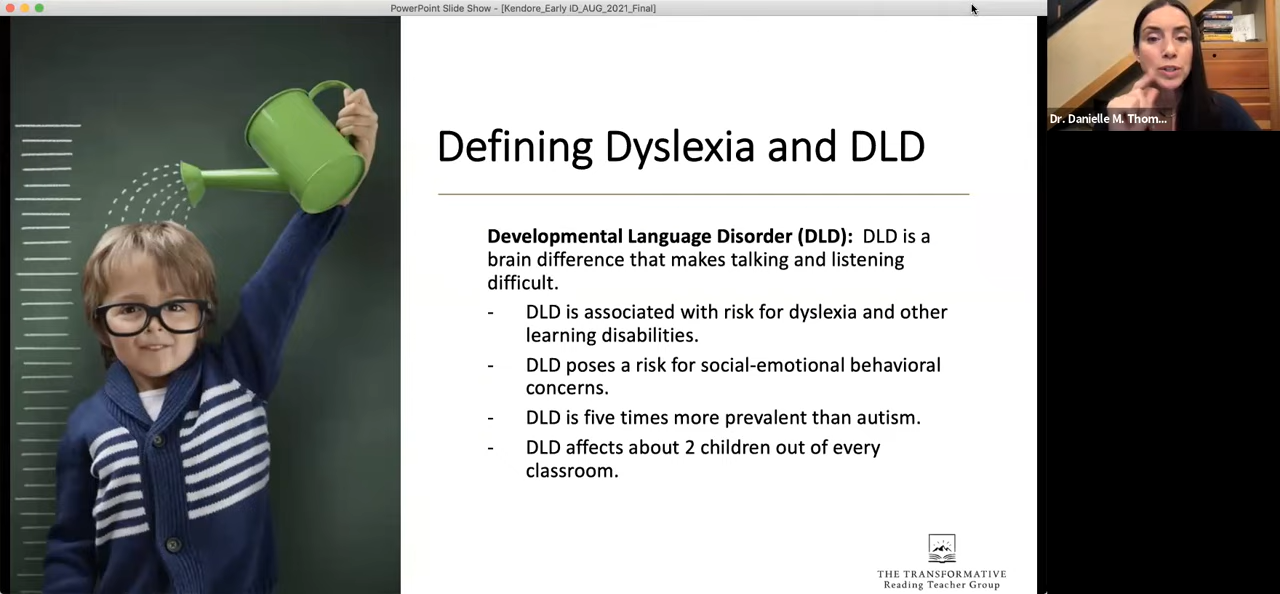 PowerPoint Slide Show - [Kendore_Early ID_AUG_2021_Final]
Dr. Danielle M. Thom...
Defining Dyslexia and DLD
Developmental Language Disorder (DLD): DLD is a
brain difference that makes talking and listening
difficult.
- DLD is associated with risk for dyslexia and other
learning disabilities.
- DLD poses a risk for social-emotional behavioral
concerns.
- DLD is five times more prevalent than autism.
- DLD affects about 2 children out of every
classroom.
THE TRANSFORMATIVE
Reading Teacher Group